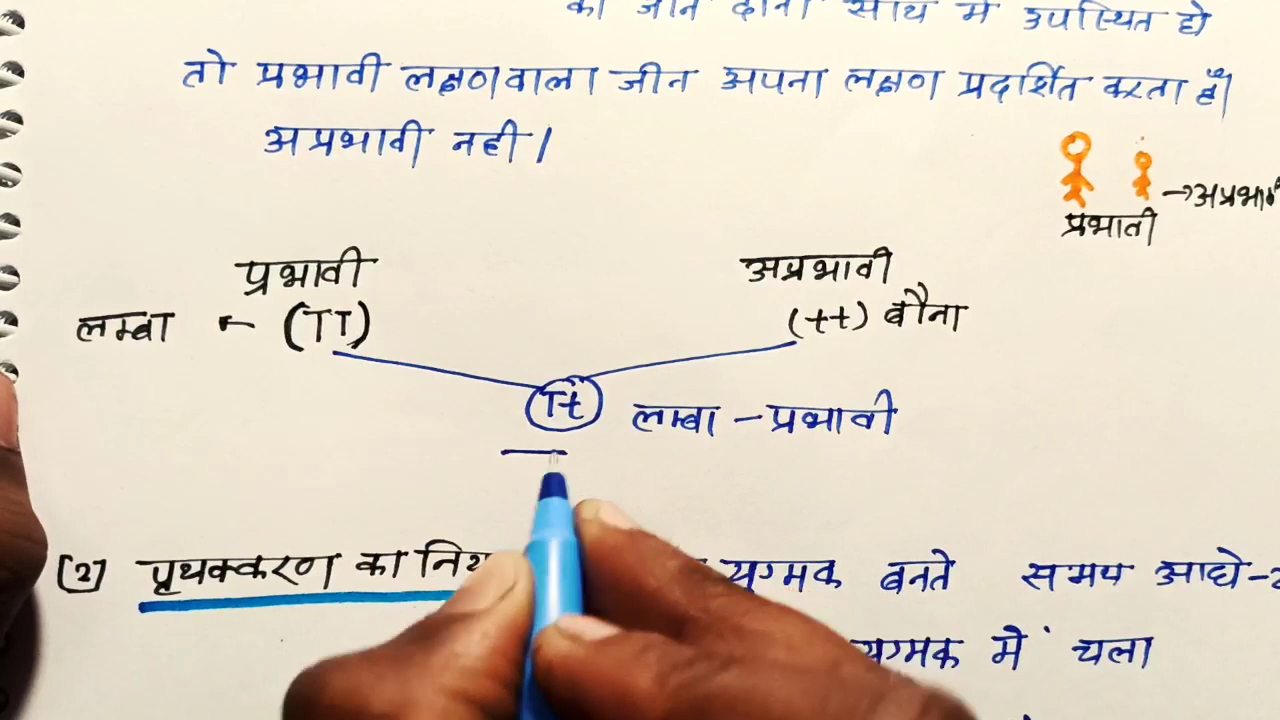 का जीन दोनो साथ में उपस्थित हो
तो प्रभावी लक्षणवाला जीन अपना लक्षण प्रदर्शित करता है।
अप्रभावी नही।
प्रभाती →अप्रभावी
प्रभावी अप्रभावी
लम्बा ← (TT) (tt) बौना
Tt लम्बा - प्रभावी
(2) पृथक्करण का युग्मक बनते समय आधे-
युग्मक में चला